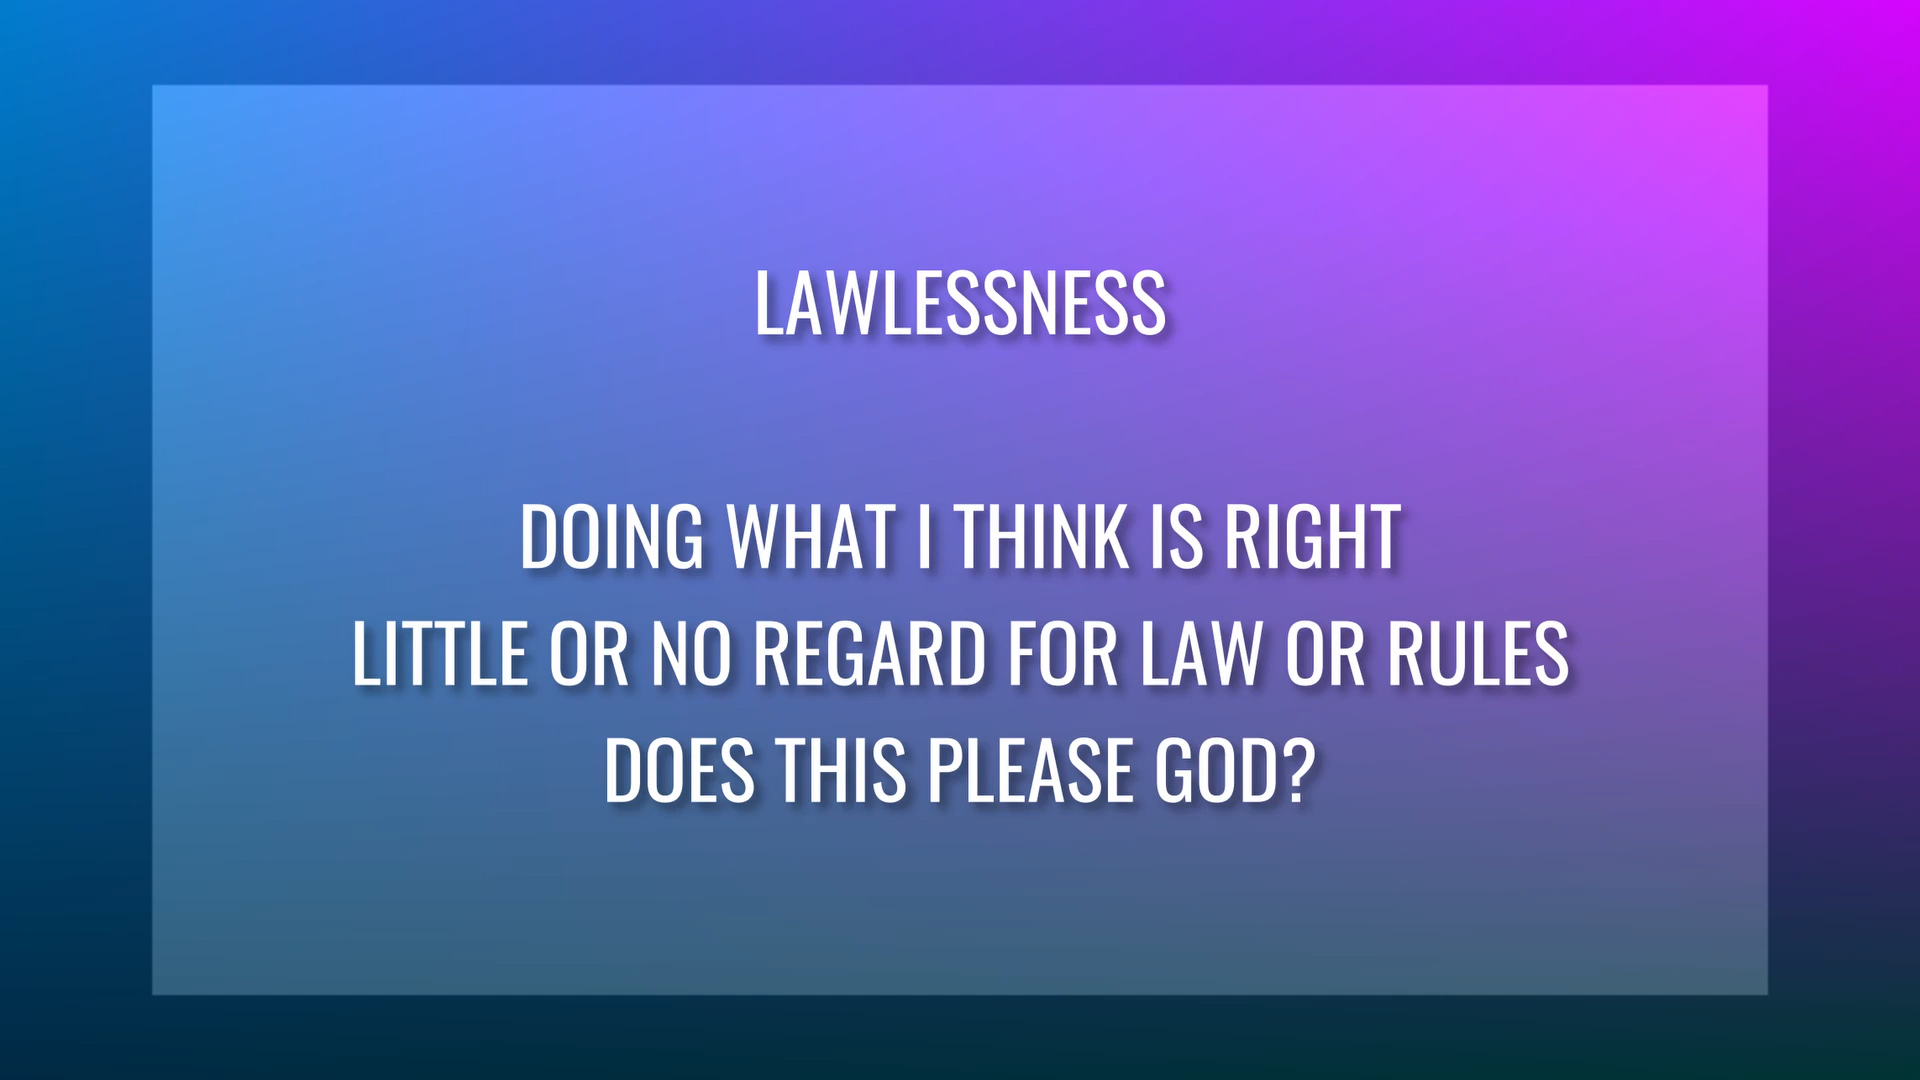 LAWLESSNESS
DOING WHAT I THINK IS RIGHT
LITTLE OR NO REGARD FOR LAW OR RULES
DOES THIS PLEASE GOD?